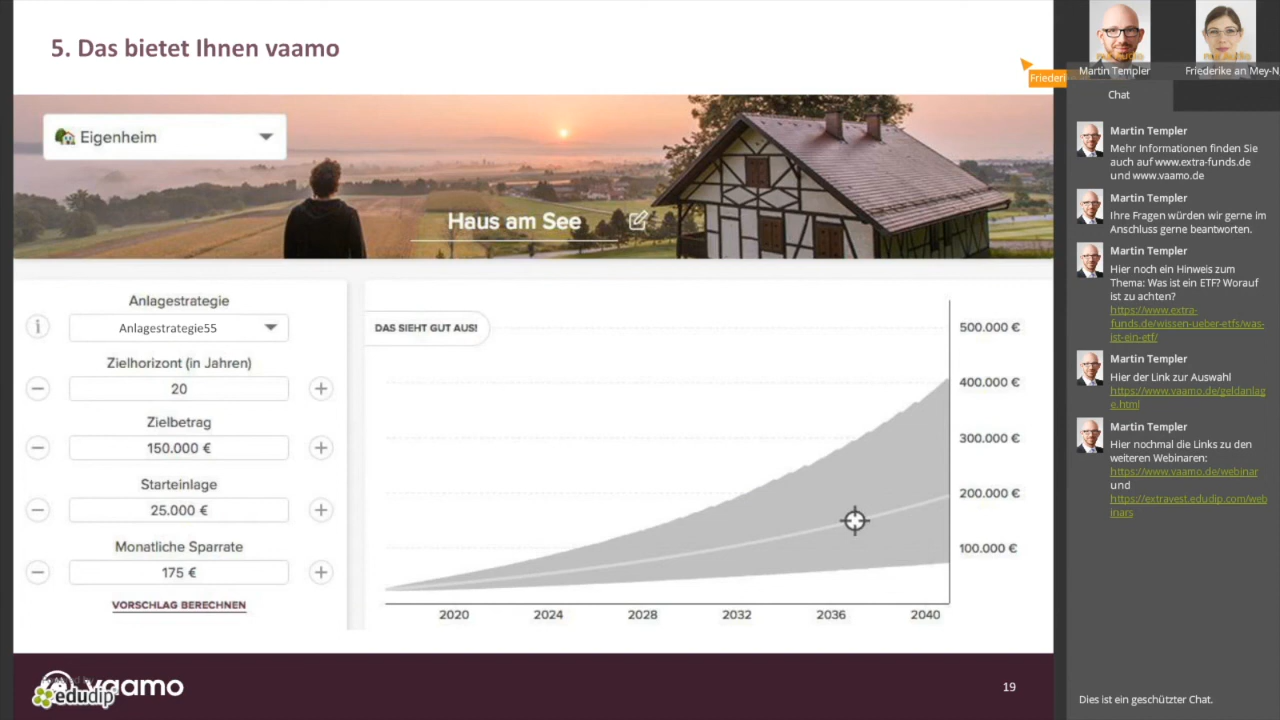 5. Das bietet Ihnen vaamo
Eigenheim
Haus am See
Anlagestrategie
Anlagestrategie55
Zielhorizont (in Jahren)
20
Zielbetrag
150.000 €
Starteinlage
25.000 €
Monatliche Sparrate
175 €
VORSCHLAG BERECHNEN
DAS SIEHT GUT AUS!
500.000 €
400.000 €
300.000 €
200.000 €
100.000 €
2020 2024 2028 2032 2036 2040
vaamo
edudip
19
Friederi
Martin Templer
Friederike an Mey-N
Chat
Martin Templer
Mehr Informationen finden Sie
auch auf www.extra-funds.de
und www.vaamo.de
Martin Templer
Ihre Fragen würden wir gerne im
Anschluss gerne beantworten.
Martin Templer
Hier noch ein Hinweis zum
Thema: Was ist ein ETF? Worauf
ist zu achten?
https://www.extra-
funds.de/wissen-ueber-etfs/was-
ist-ein-etf/
Martin Templer
Hier der Link zur Auswahl
https://www.vaamo.de/geldanlag
e.html
Martin Templer
Hier nochmal die Links zu den
weiteren Webinaren:
https://www.vaamo.de/webinar
und
https://extravest.edudip.com/web
inars
Dies ist ein geschützter Chat.